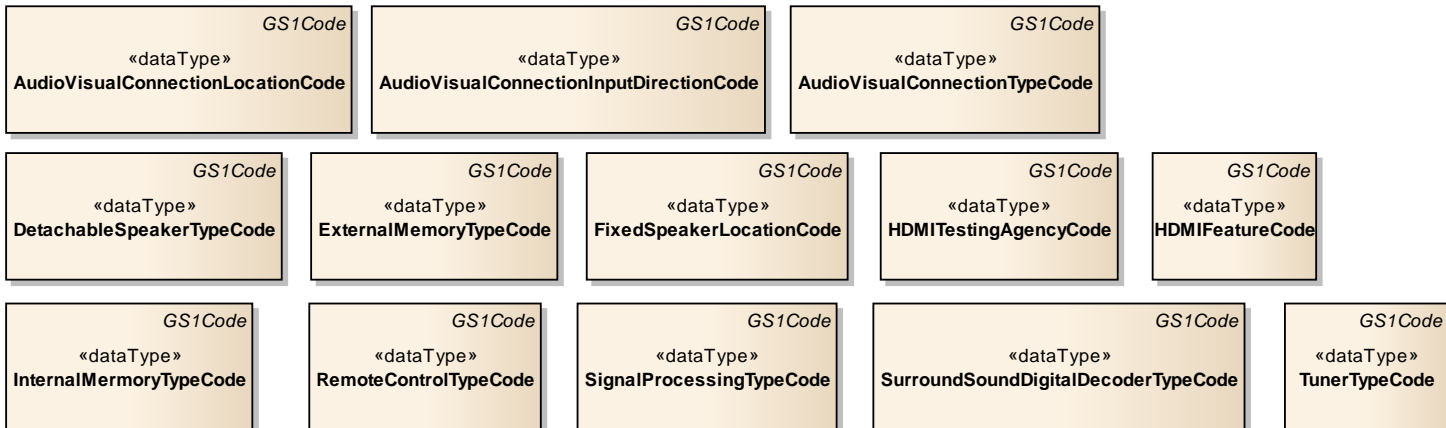 GS1Code
«dataType»
AudioVisualConnectionLocationCode
GS1Code
«dataType»
AudioVisualConnectionInputDirectionCode
GS1Code
«dataType»
AudioVisualConnectionTypeCode
GS1Code
«dataType»
DetachableSpeakerTypeCode
GS1Code
«dataType»
ExternalMemoryTypeCode
GS1Code
«dataType»
FixedSpeakerLocationCode
GS1Code
«dataType»
HDMITestingAgencyCode
GS1Code
«dataType»
HDMIFeatureCode
GS1Code
«dataType»
InternalMermoryTypeCode
GS1Code
«dataType»
RemoteControlTypeCode
GS1Code
«dataType»
SignalProcessingTypeCode
GS1Code
«dataType»
SurroundSoundDigitalDecoderTypeCode
GS1Code
«dataType»
TunerTypeCode